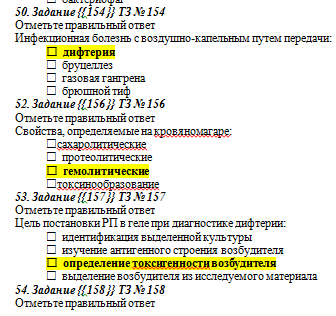 бактериофаг
50. Задание {{154}} ТЗ № 154
Отметьте правильный ответ
Инфекционная болезнь с воздушно-капельным путем передачи:
☐ дифтерия
☐ бруцеллез
☐ газовая гангрена
☐ брюшной тиф
52. Задание {{156}} ТЗ № 156
Отметьте правильный ответ
Свойства, определяемые на кровяномагаре:
☐ сахаролитические
☐ протеолитические
☐ гемолитические
☐ токсинообразование
53. Задание {{157}} ТЗ № 157
Отметьте правильный ответ
Цель постановки РП в геле при диагностике дифтерии:
☐ идентификация выделенной культуры
☐ изучение антигенного строения возбудителя
☐ определение токсигенности возбудителя
☐ выделение возбудителя из исследуемого материала
54. Задание {{158}} ТЗ № 158
Отметьте правильный ответ